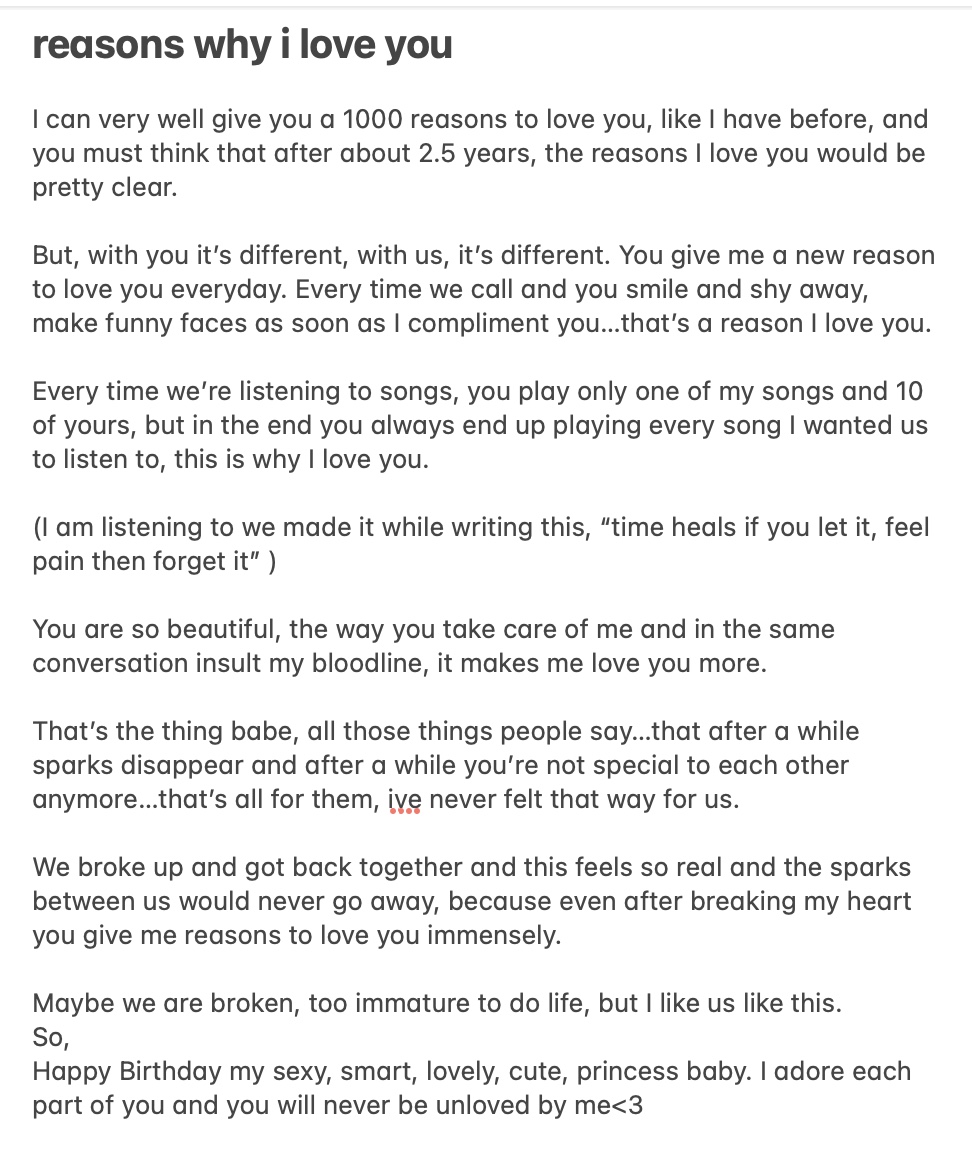 reasons why i love you
I can very well give you a 1000 reasons to love you, like I have before, and
you must think that after about 2.5 years, the reasons I love you would be
pretty clear.
But, with you it’s different, with us, it’s different. You give me a new reason
to love you everyday. Every time we call and you smile and shy away,
make funny faces as soon as I compliment you...that’s a reason I love you.
Every time we’re listening to songs, you play only one of my songs and 10
of yours, but in the end you always end up playing every song I wanted us
to listen to, this is why I love you.
(I am listening to we made it while writing this, “time heals if you let it, feel
pain then forget it” )
You are so beautiful, the way you take care of me and in the same
conversation insult my bloodline, it makes me love you more.
That’s the thing babe, all those things people say...that after a while
sparks disappear and after a while you’re not special to each other
anymore...that’s all for them, ive never felt that way for us.
We broke up and got back together and this feels so real and the sparks
between us would never go away, because even after breaking my heart
you give me reasons to love you immensely.
Maybe we are broken, too immature to do life, but I like us like this.
So,
Happy Birthday my sexy, smart, lovely, cute, princess baby. I adore each
part of you and you will never be unloved by me<3